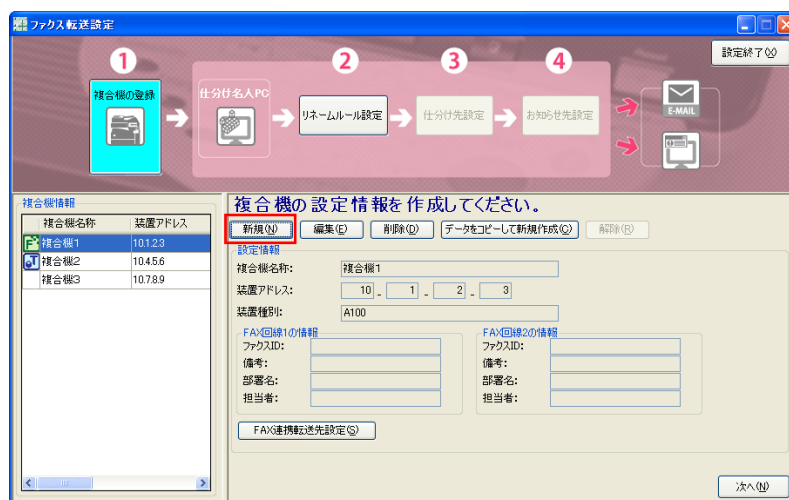 ファクス転送設定
設定終了(X)
1
2
3
4
複合機の登録
仕分け名人PC
リネームルール設定
仕分け先設定
お知らせ先設定
E-MAIL
複合機情報
複合機名称 装置アドレス
複合機1 10.1.2.3
複合機2 10.4.5.6
複合機3 10.7.8.9
複合機の設定情報を作成してください。
新規(N) 編集(E) 削除(D) データをコピーして新規作成(C) 解除(R)
設定情報
複合機名称: 複合機1
装置アドレス: 10 . 1 . 2 . 3
装置種別: A100
FAX回線1の情報 FAX回線2の情報
ファクスID: ファクスID:
備考: 備考:
部署名: 部署名:
担当者: 担当者:
FAX連携転送先設定(S)
次へ(N)